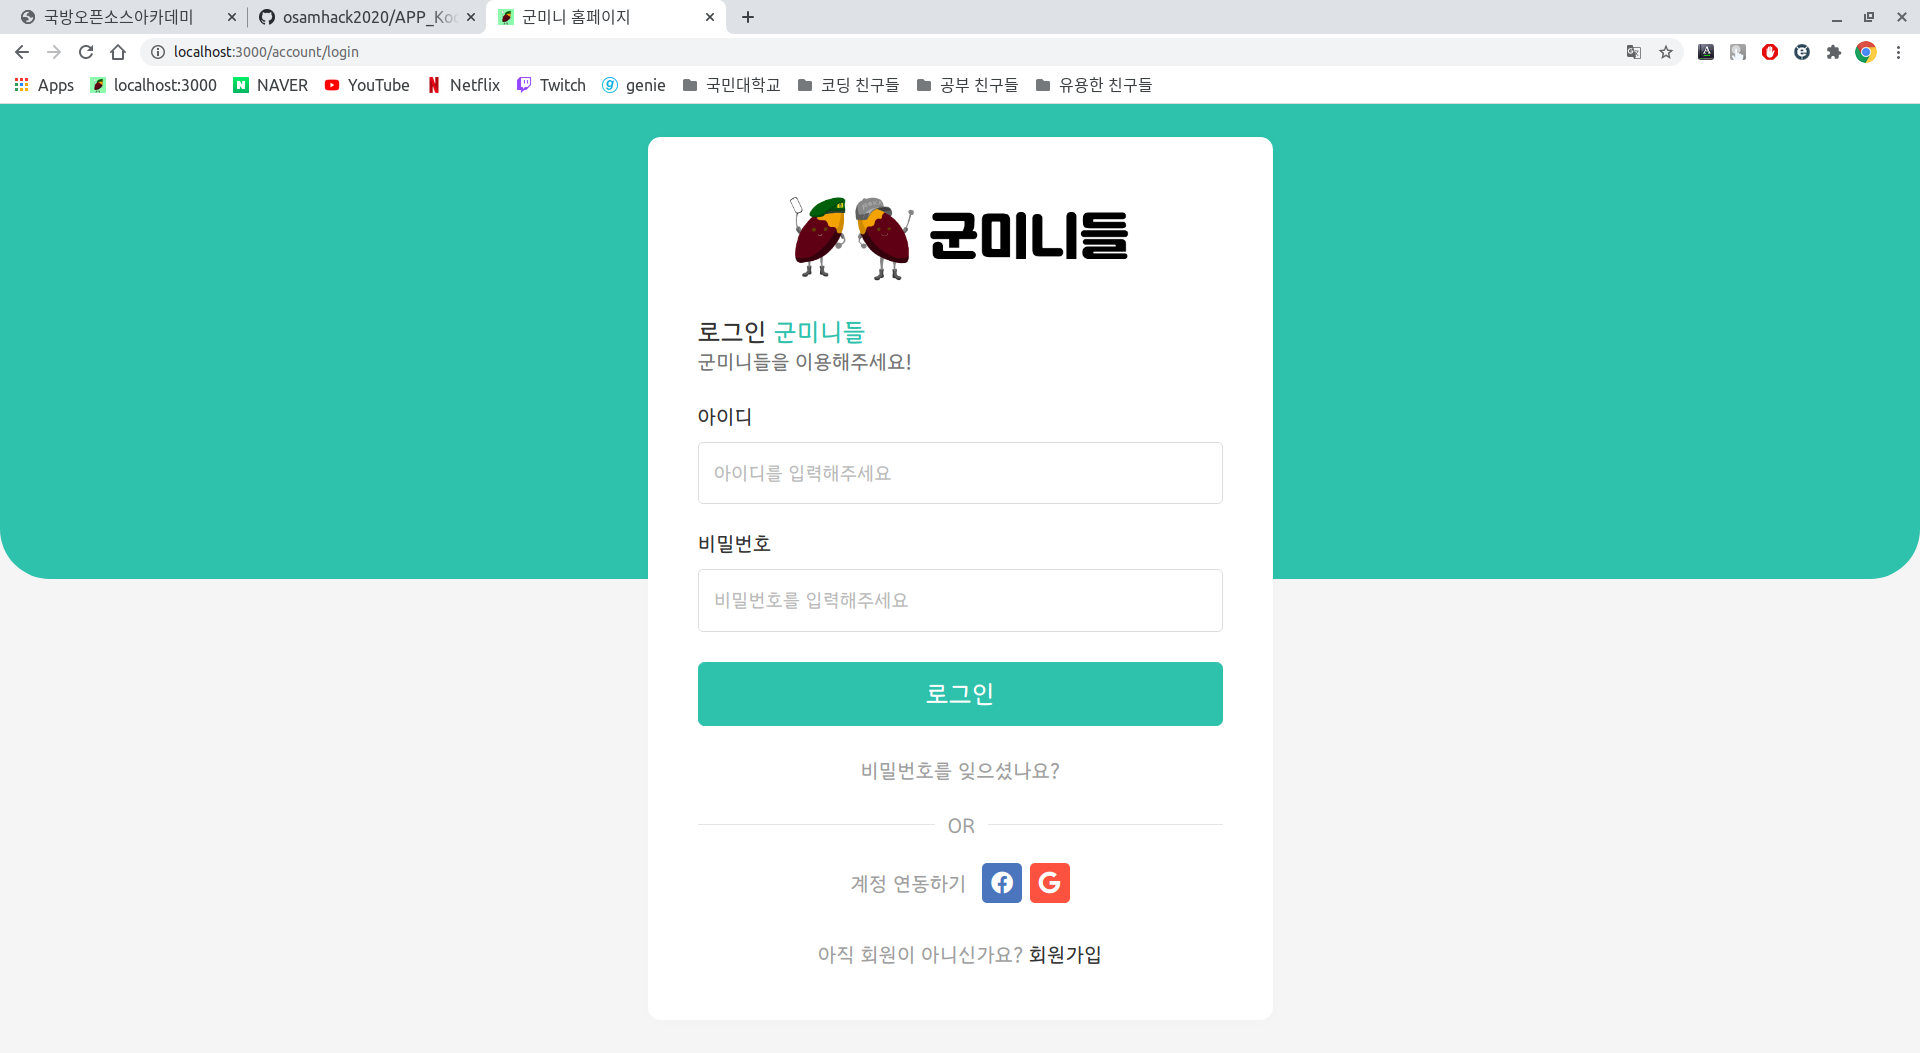 국방오픈소스아카데미
osamhack2020/APP_Koo
군미니 홈페이지
localhost:3000/account/login
Apps
localhost:3000
NAVER
YouTube
Netflix
Twitch
genie
국민대학교
코딩 친구들
공부 친구들
유용한 친구들
군미니들
로그인 군미니들
군미니들을 이용해주세요!
아이디
아이디를 입력해주세요
비밀번호
비밀번호를 입력해주세요
로그인
비밀번호를 잊으셨나요?
OR
계정 연동하기
아직 회원이 아니신가요? 회원가입